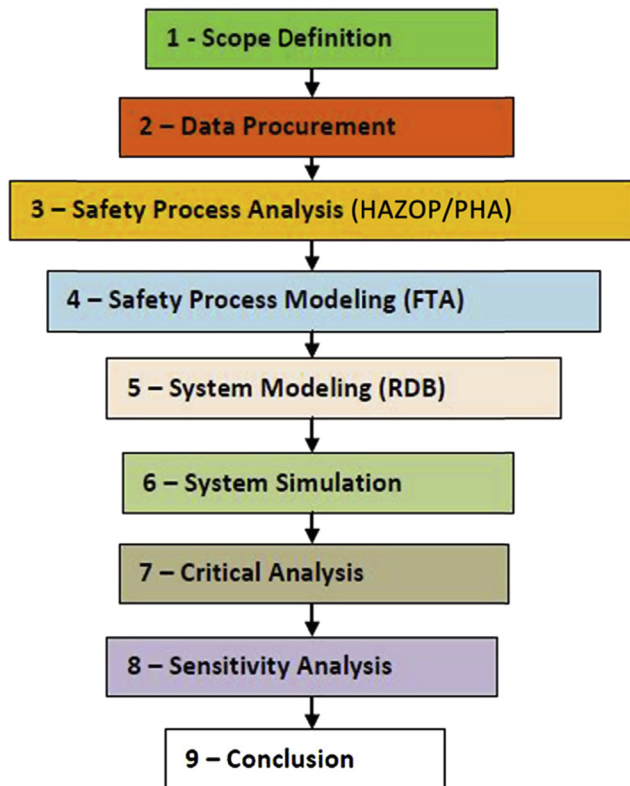 1 - Scope Definition
2 – Data Procurement
3 – Safety Process Analysis (HAZOP/PHA)
4 – Safety Process Modeling (FTA)
5 – System Modeling (RDB)
6 – System Simulation
7 – Critical Analysis
8 – Sensitivity Analysis
9 – Conclusion